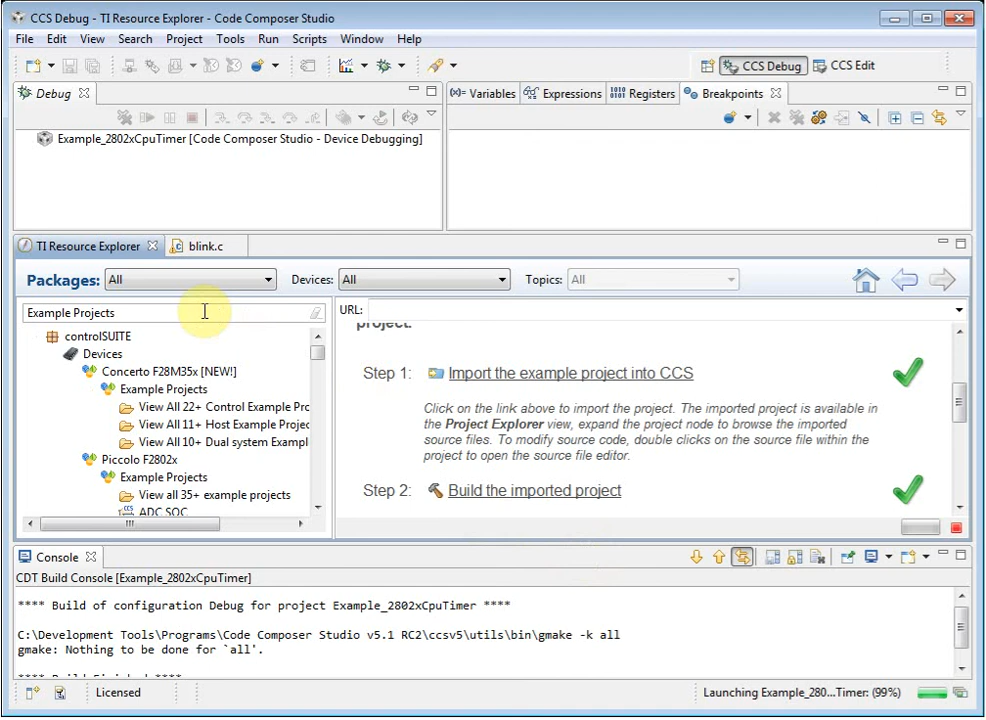 CCS Debug - TI Resource Explorer - Code Composer Studio
File Edit View Search Project Tools Run Scripts Window Help
CCS Debug CCS Edit
Debug
(x)= Variables Expressions 1010 0101 Registers Breakpoints
Example_2802xCpuTimer [Code Composer Studio - Device Debugging]
TI Resource Explorer blink.c
Packages: All Devices: All Topics: All
Example Projects
URL:
controlSUITE
Devices
Concerto F28M35x [NEW!]
Example Projects
View All 22+ Control Example Prc
View All 11+ Host Example Projec
View All 10+ Dual system Exampl
Piccolo F2802x
Example Projects
View all 35+ example projects
ADC SOC
project.
Step 1: Import the example project into CCS
Click on the link above to import the project. The imported project is available in
the Project Explorer view, expand the project node to browse the imported
source files. To modify source code, double clicks on the source file within the
project to open the source file editor.
Step 2: Build the imported project
Console
CDT Build Console [Example_2802xCpuTimer]
**** Build of configuration Debug for project Example_2802xCpuTimer ****
C:\Development Tools\Programs\Code Composer Studio v5.1 RC2\ccsv5\utils\bin\gmake -k all
gmake: Nothing to be done for `all'.
**** Build Finished ****
Licensed
Launching Example_280...Timer: (99%)